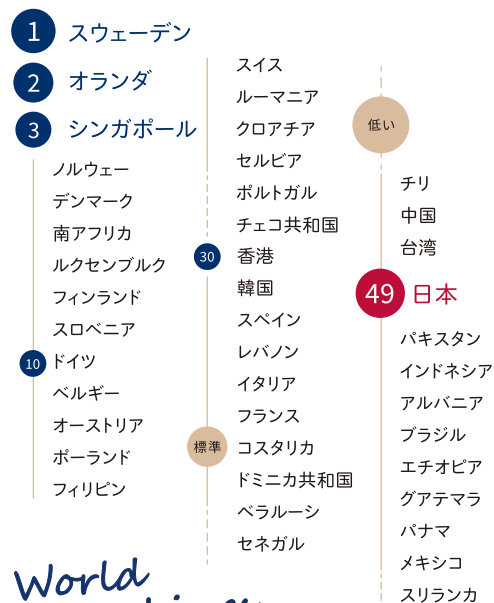 1 スウェーデン
2 オランダ
3 シンガポール
ノルウェー
デンマーク
南アフリカ
ルクセンブルク
フィンランド
スロベニア
10 ドイツ
ベルギー
オーストリア
ポーランド
フィリピン
スイス
ルーマニア
クロアチア
セルビア
ポルトガル
チェコ共和国
30 香港
韓国
スペイン
レバノン
イタリア
フランス
標準 コスタリカ
ドミニカ共和国
ベラルーシ
セネガル
低い
チリ
中国
台湾
49 日本
パキスタン
インドネシア
アルバニア
ブラジル
エチオピア
グアテマラ
パナマ
メキシコ
スリランカ
World